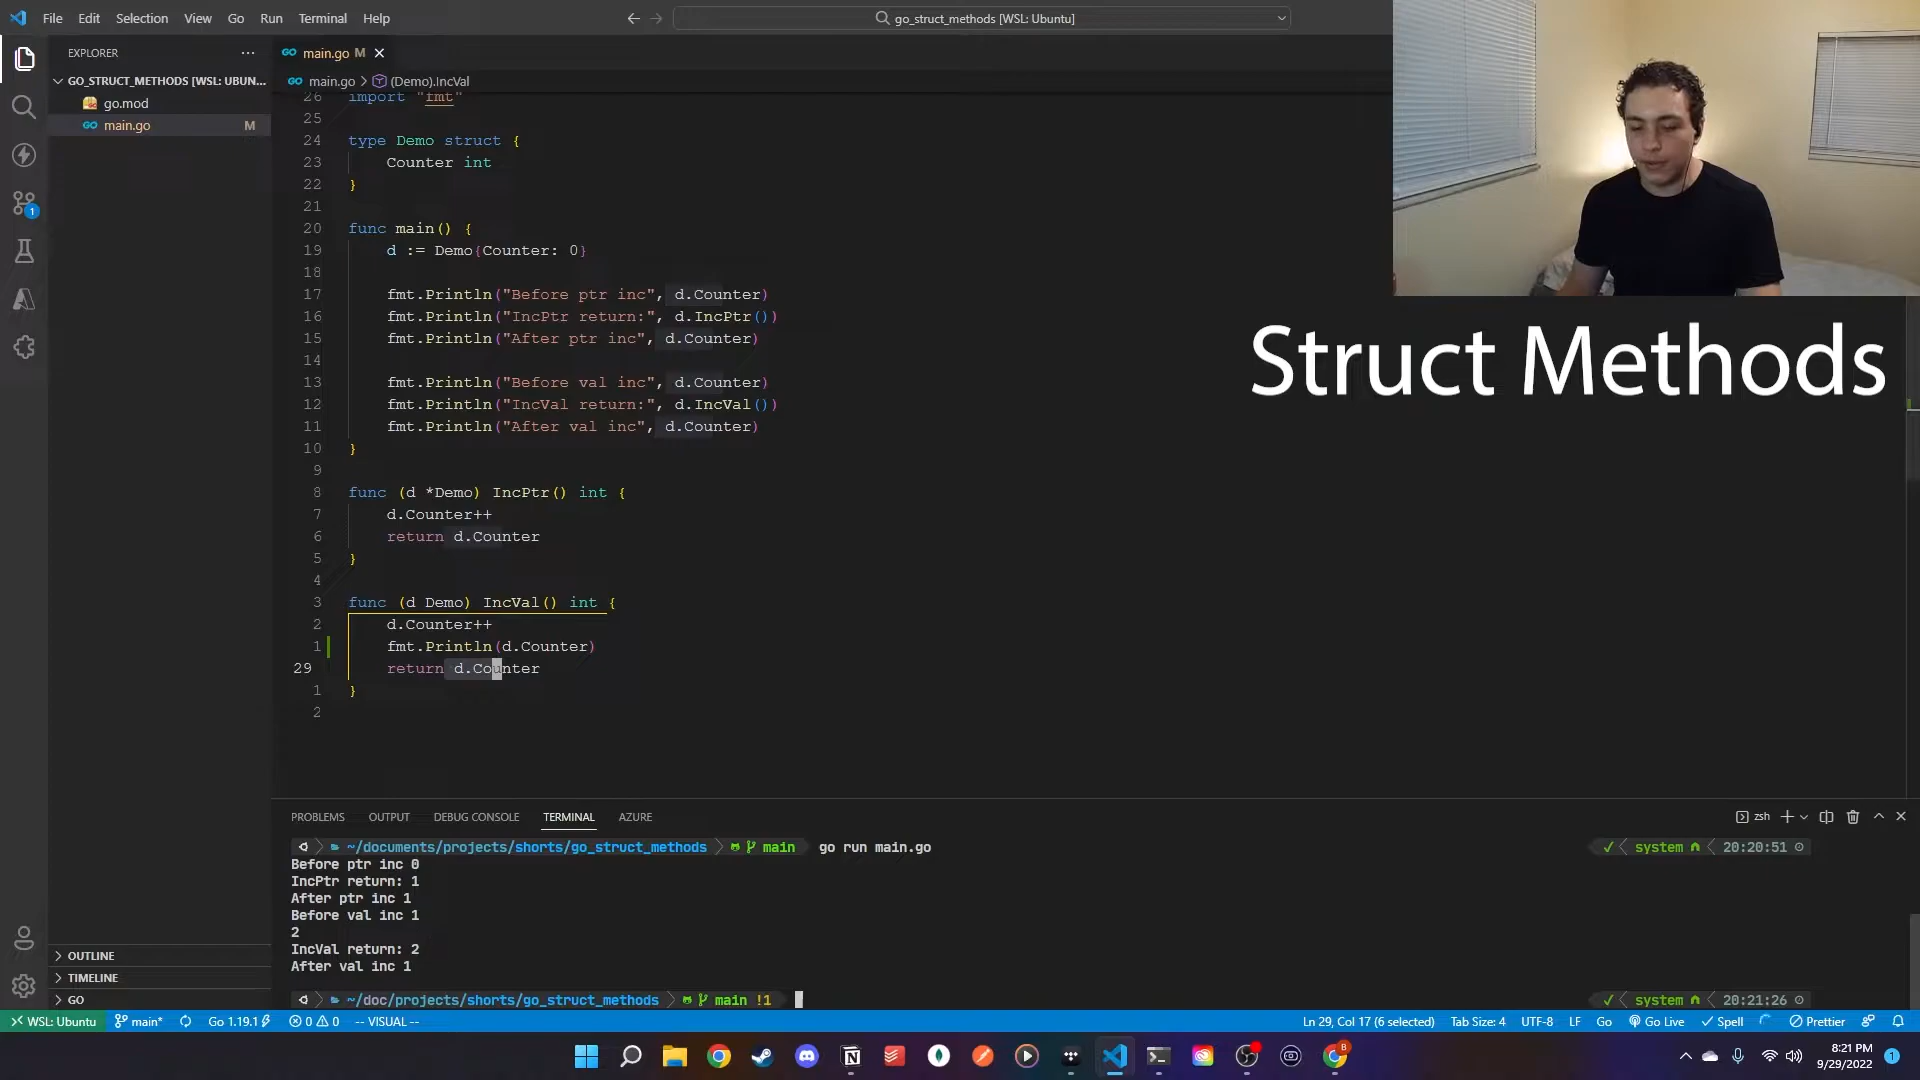 File Edit Selection View Go Run Terminal Help
go_struct_methods [WSL: Ubuntu]
EXPLORER
GO_STRUCT_METHODS [WSL: UBUN...
go.mod
main.go M
main.go M
main.go > (Demo).IncVal
26 import "fmt"
25
24 type Demo struct {
23 Counter int
22 }
21
20 func main() {
19 d := Demo{Counter: 0}
18
17 fmt.Println("Before ptr inc", d.Counter)
16 fmt.Println("IncPtr return:", d.IncPtr())
15 fmt.Println("After ptr inc", d.Counter)
14
13 fmt.Println("Before val inc", d.Counter)
12 fmt.Println("IncVal return:", d.IncVal())
11 fmt.Println("After val inc", d.Counter)
10 }
9
8 func (d *Demo) IncPtr() int {
7 d.Counter++
6 return d.Counter
5 }
4
3 func (d Demo) IncVal() int {
2 d.Counter++
1 fmt.Println(d.Counter)
29 return d.Counter
1 }
2
Struct Methods
OUTLINE
TIMELINE
GO
PROBLEMS OUTPUT DEBUG CONSOLE TERMINAL AZURE
zsh
~/documents/projects/shorts/go_struct_methods main go run main.go
✓ system 20:20:51
Before ptr inc 0
IncPtr return: 1
After ptr inc 1
Before val inc 1
2
IncVal return: 2
After val inc 1
~/doc/projects/shorts/go_struct_methods main !1
✓ system 20:21:26
WSL: Ubuntu main* Go 1.19.1 0 0 -- VISUAL --
Ln 29, Col 17 (6 selected) Tab Size: 4 UTF-8 LF Go Go Live Spell Prettier
8:21 PM
9/29/2022